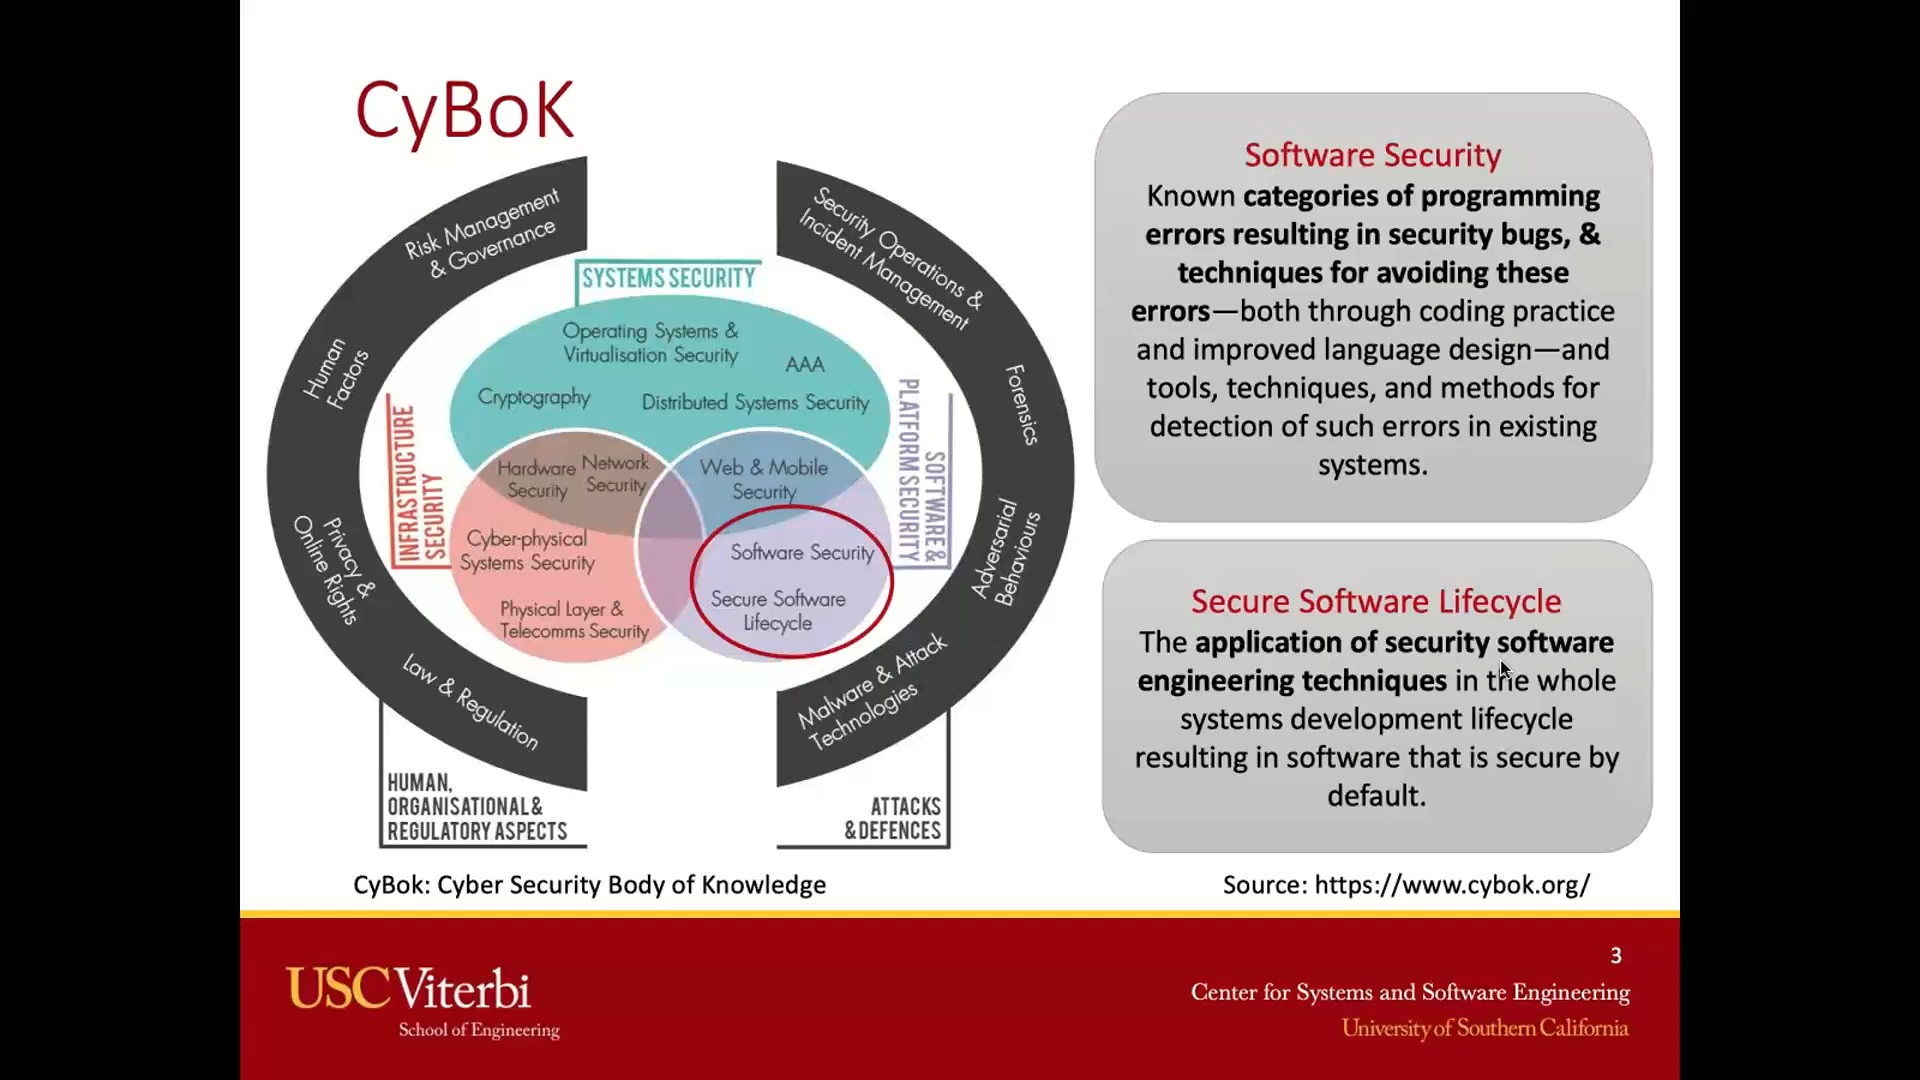 CyBoK
Risk Management
& Governance
Human
Factors
Privacy &
Online Rights
Law & Regulation
HUMAN,
ORGANISATIONAL &
REGULATORY ASPECTS
Security Operations &
Incident Management
Forensics
Adversarial
Behaviours
Malware & Attack
Technologies
ATTACKS
& DEFENCES
SYSTEMS SECURITY
Operating Systems &
Virtualisation Security
AAA
Cryptography
Distributed Systems Security
INFRASTRUCTURE
SECURITY
Hardware
Security
Network
Security
Cyber-physical
Systems Security
Physical Layer &
Telecomms Security
SOFTWARE &
PLATFORM SECURITY
Web & Mobile
Security
Software Security
Secure Software
Lifecycle
CyBok: Cyber Security Body of Knowledge
Software Security
Known categories of programming
errors resulting in security bugs, &
techniques for avoiding these
errors—both through coding practice
and improved language design—and
tools, techniques, and methods for
detection of such errors in existing
systems.
Secure Software Lifecycle
The application of security software
engineering techniques in the whole
systems development lifecycle
resulting in software that is secure by
default.
Source: https://www.cybok.org/
USC Viterbi
School of Engineering
3
Center for Systems and Software Engineering
University of Southern California